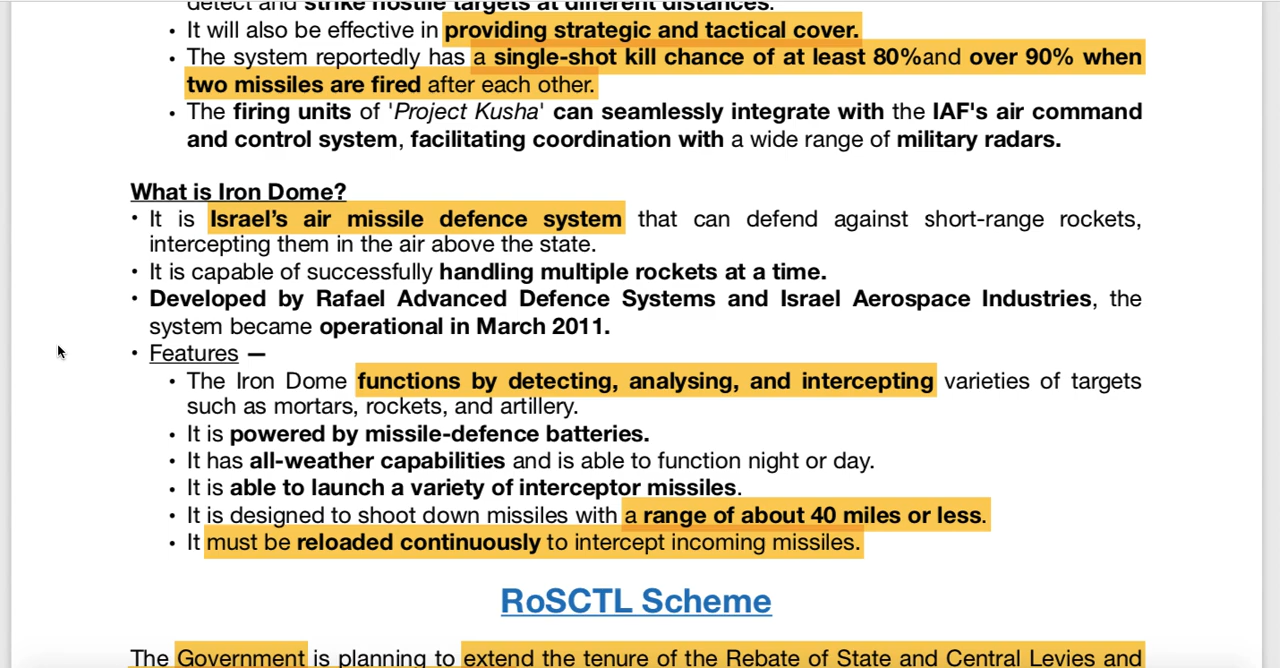 detect and strike hostile targets at different distances.
• It will also be effective in providing strategic and tactical cover.
• The system reportedly has a single-shot kill chance of at least 80%and over 90% when
two missiles are fired after each other.
• The firing units of 'Project Kusha' can seamlessly integrate with the IAF's air command
and control system, facilitating coordination with a wide range of military radars.
What is Iron Dome?
• It is Israel’s air missile defence system that can defend against short-range rockets,
intercepting them in the air above the state.
• It is capable of successfully handling multiple rockets at a time.
• Developed by Rafael Advanced Defence Systems and Israel Aerospace Industries, the
system became operational in March 2011.
• Features —
• The Iron Dome functions by detecting, analysing, and intercepting varieties of targets
such as mortars, rockets, and artillery.
• It is powered by missile-defence batteries.
• It has all-weather capabilities and is able to function night or day.
• It is able to launch a variety of interceptor missiles.
• It is designed to shoot down missiles with a range of about 40 miles or less.
• It must be reloaded continuously to intercept incoming missiles.
RoSCTL Scheme
The Government is planning to extend the tenure of the Rebate of State and Central Levies and